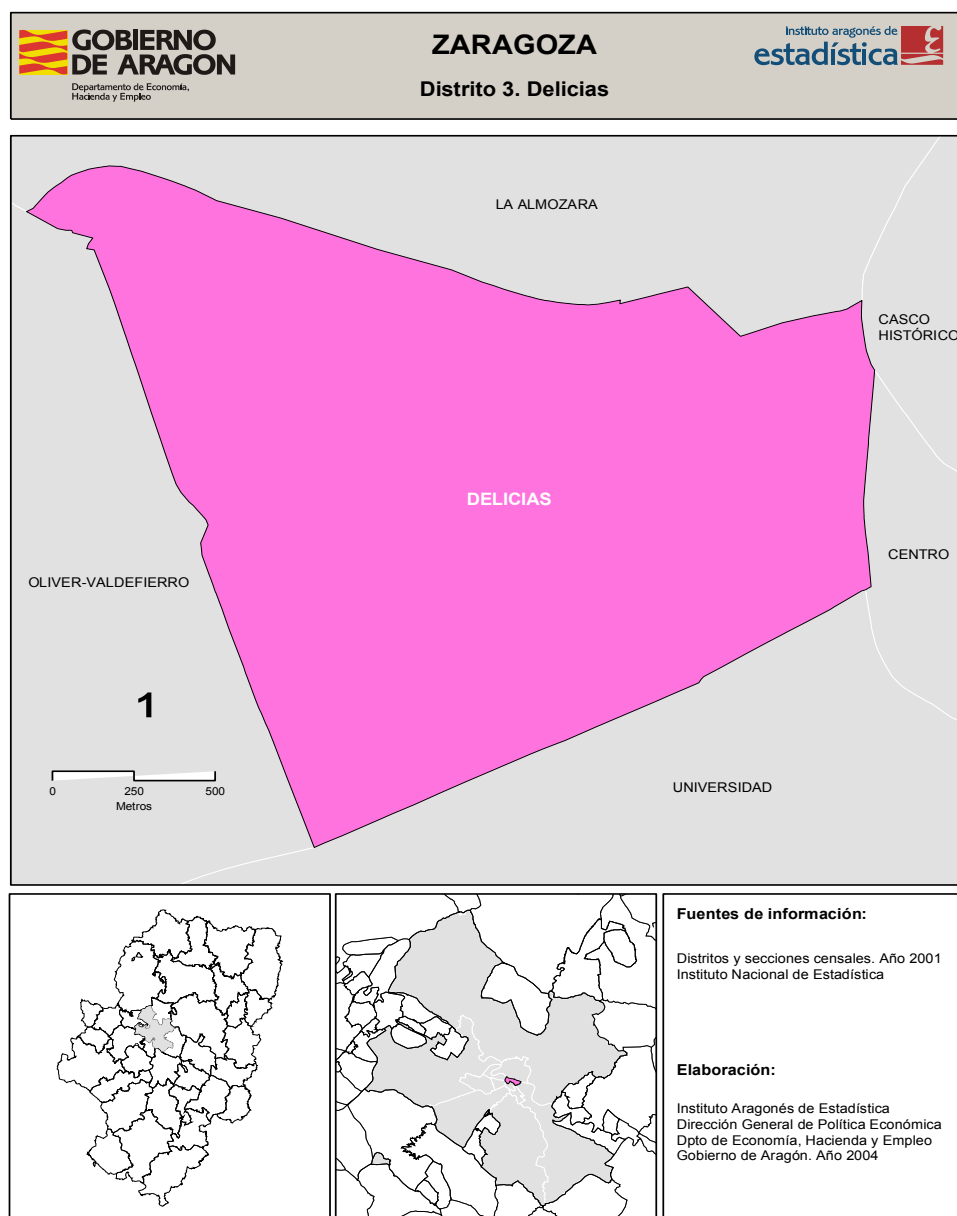 GOBIERNO
DE ARAGON
Departamento de Economía,
Hacienda y Empleo
ZARAGOZA
Distrito 3. Delicias
Instituto aragonés de
estadística
LA ALMOZARA
CASCO
HISTÓRICO
DELICIAS
CENTRO
OLIVER-VALDEFIERRO
1
0 250 500
Metros
UNIVERSIDAD
Fuentes de información:
Distritos y secciones censales. Año 2001
Instituto Nacional de Estadística
Elaboración:
Instituto Aragonés de Estadística
Dirección General de Política Económica
Dpto de Economía, Hacienda y Empleo
Gobierno de Aragón. Año 2004